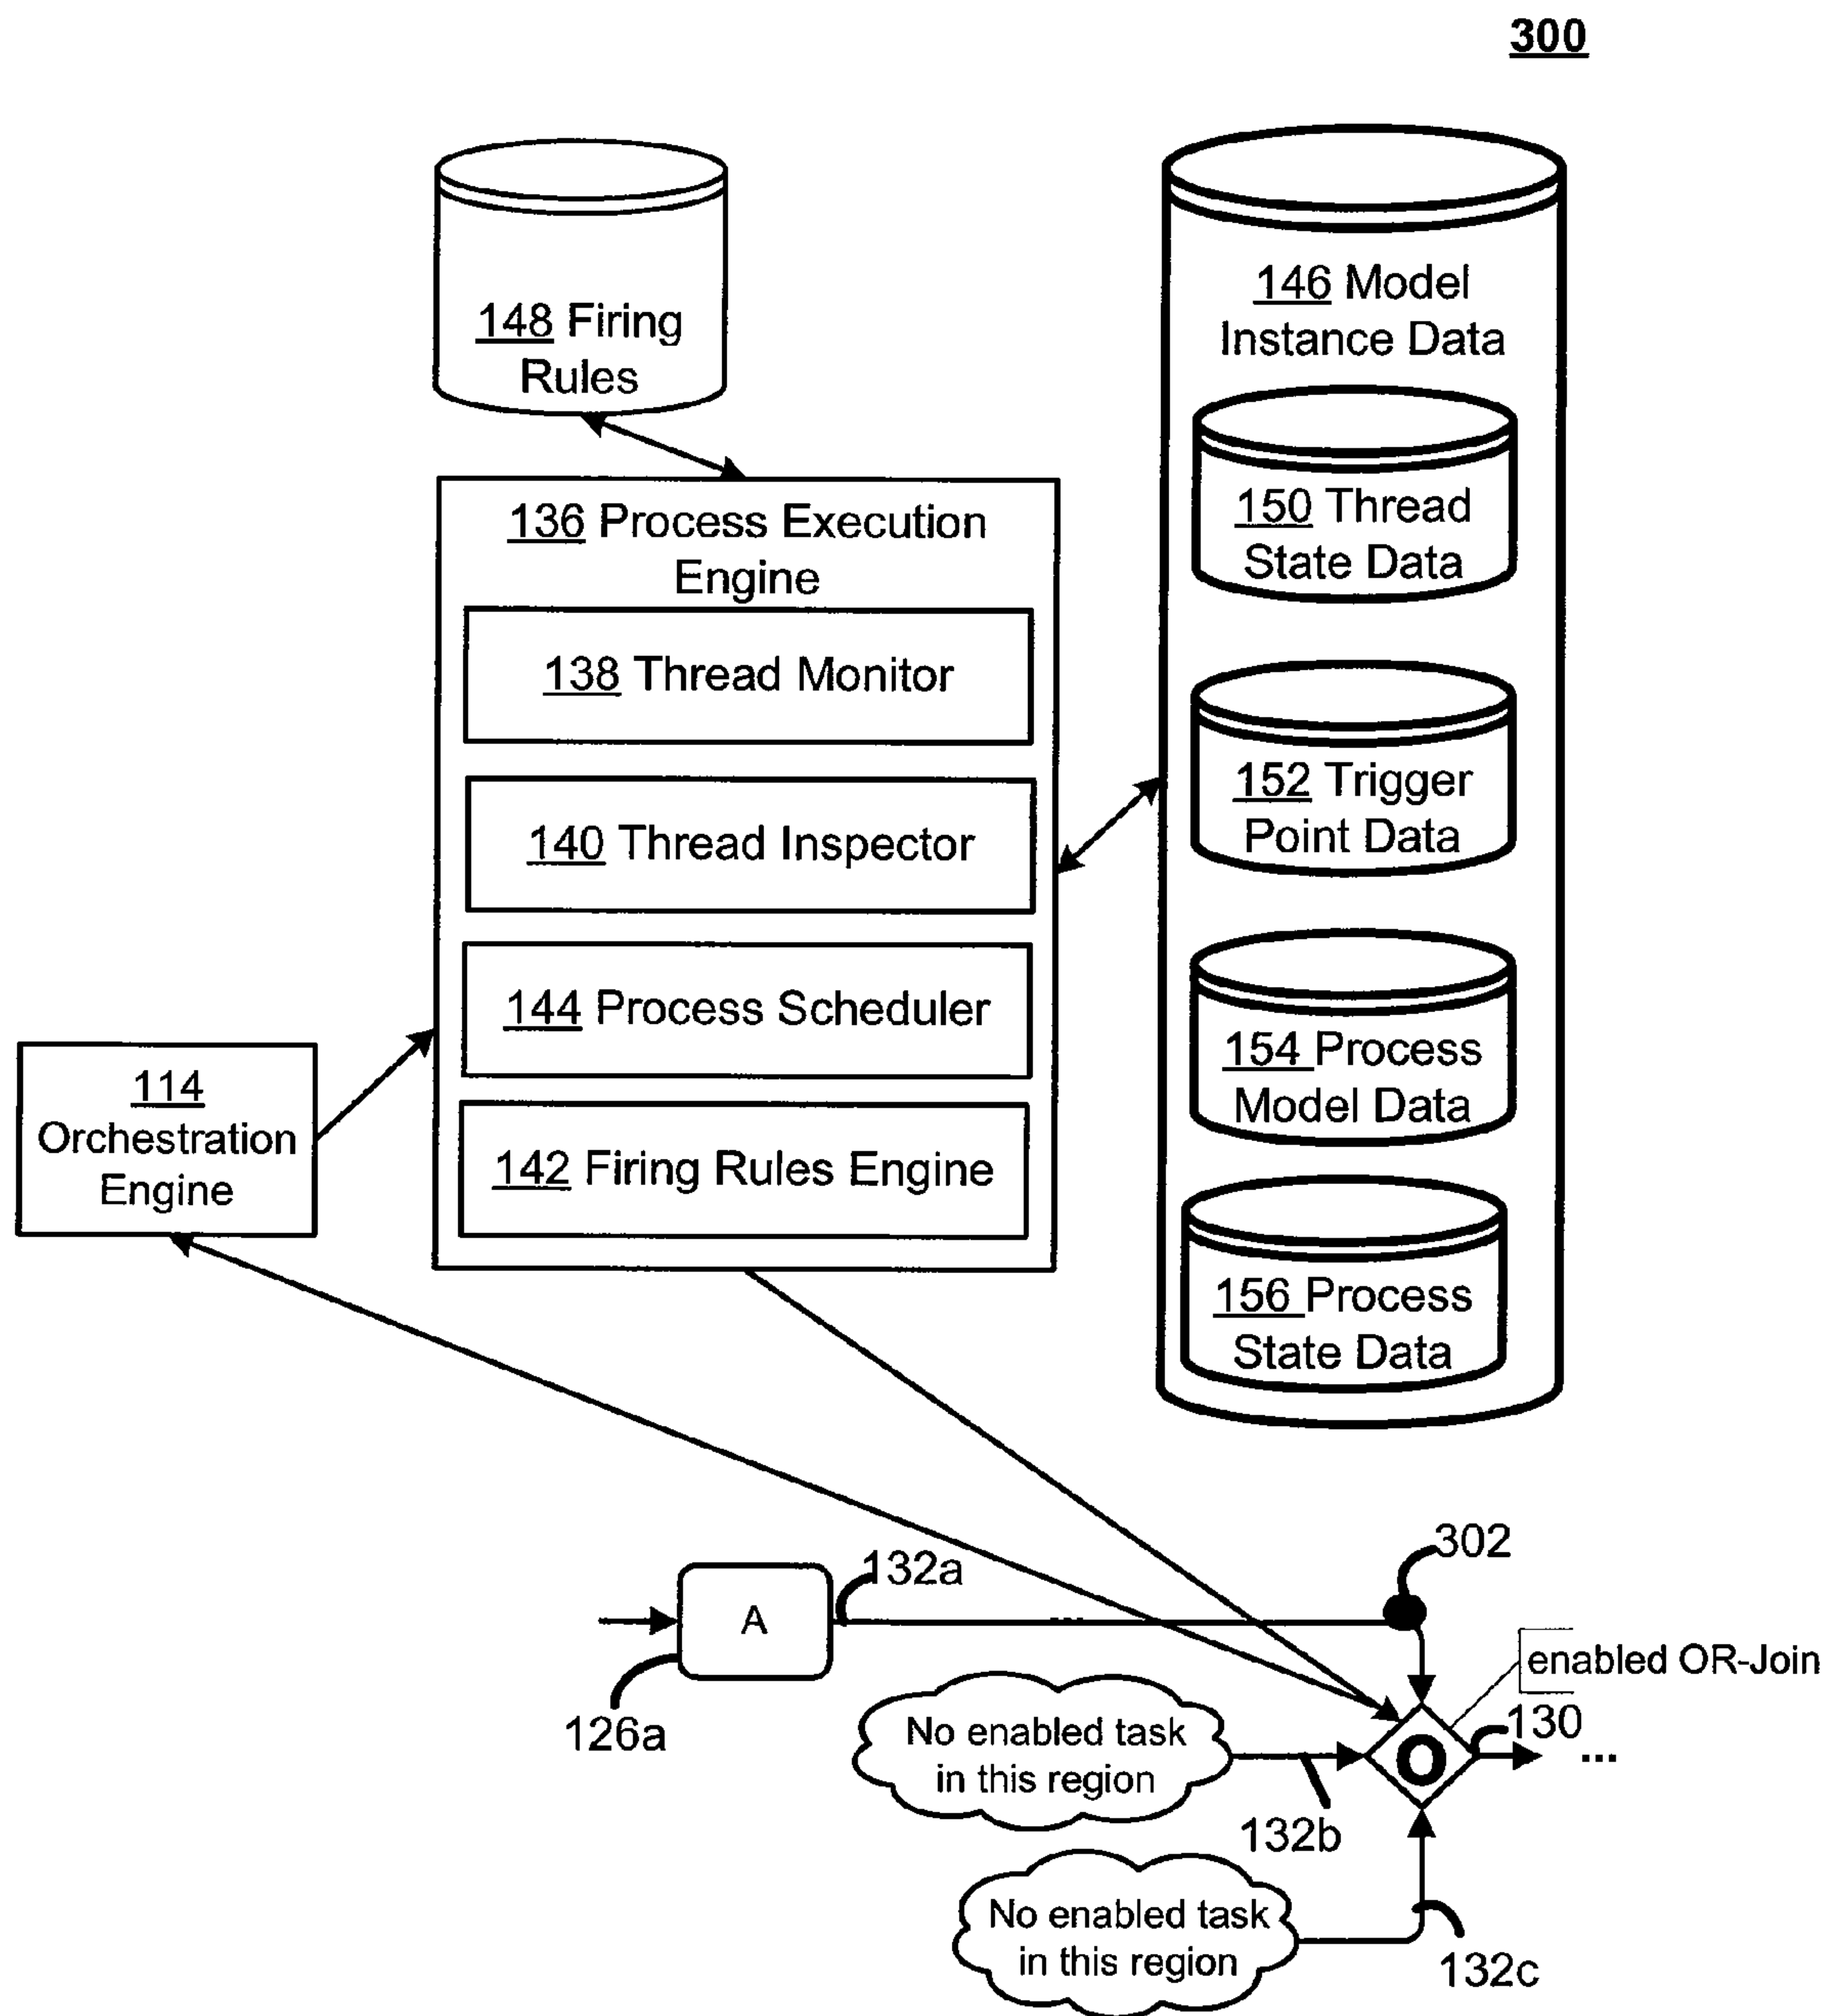 300
148 Firing
Rules
146 Model
Instance Data
150 Thread
State Data
152 Trigger
Point Data
154 Process
Model Data
156 Process
State Data
136 Process Execution
Engine
138 Thread Monitor
140 Thread Inspector
144 Process Scheduler
142 Firing Rules Engine
114
Orchestration
Engine
302
132a
...
A
126a
enabled OR-Join
130
O
...
No enabled task
in this region
132b
No enabled task
in this region
132c